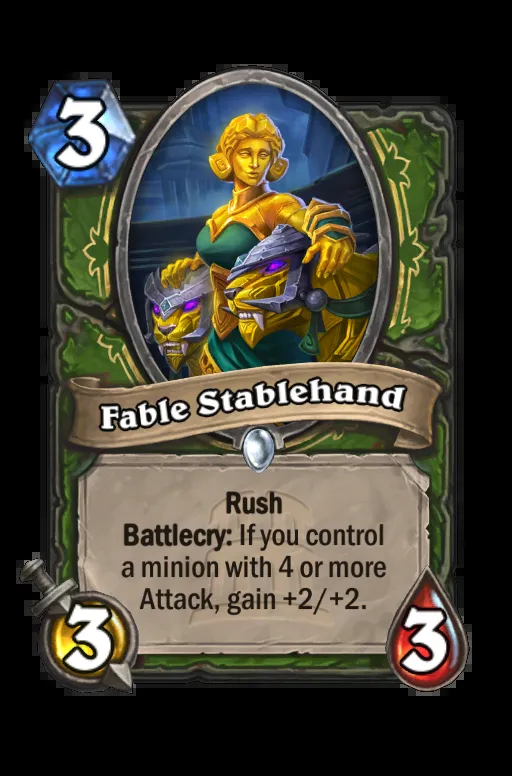 3
Fable Stablehand
Rush
Battlecry: If you control
a minion with 4 or more
Attack, gain +2/+2.
3
3